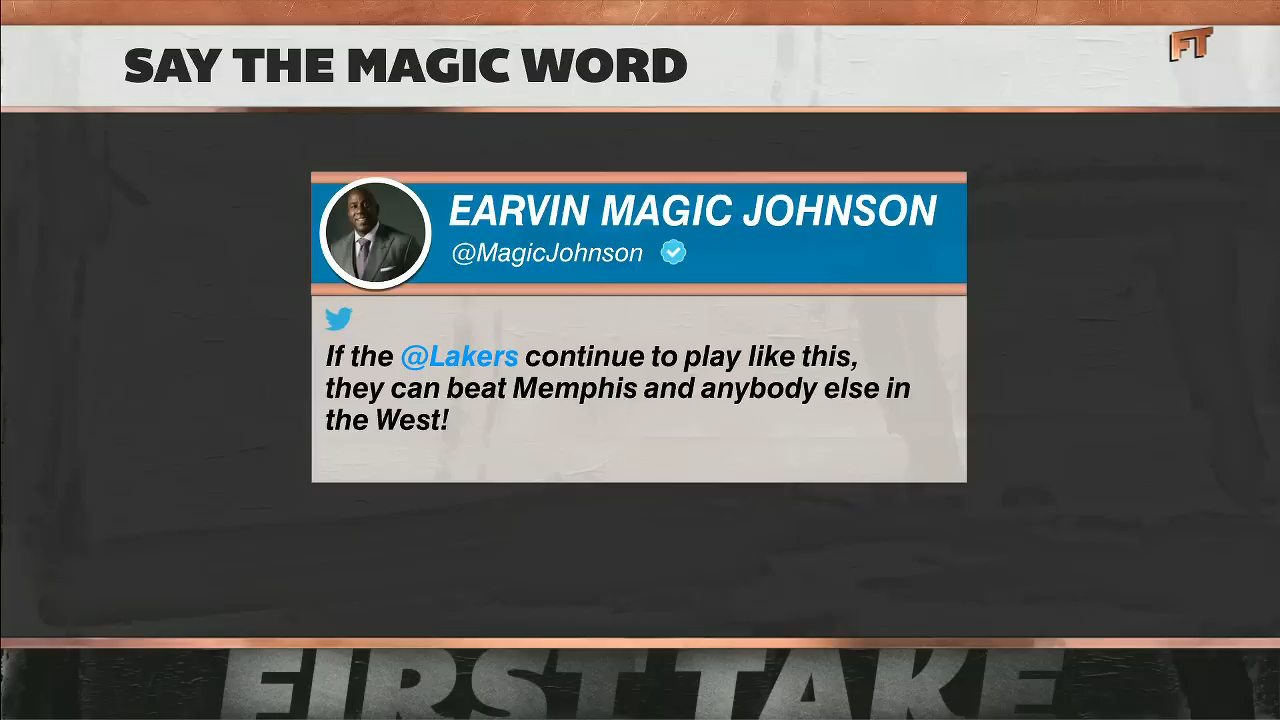 SAY THE MAGIC WORD
FT
EARVIN MAGIC JOHNSON
@MagicJohnson
If the @Lakers continue to play like this,
they can beat Memphis and anybody else in
the West!
FIRST TAKE